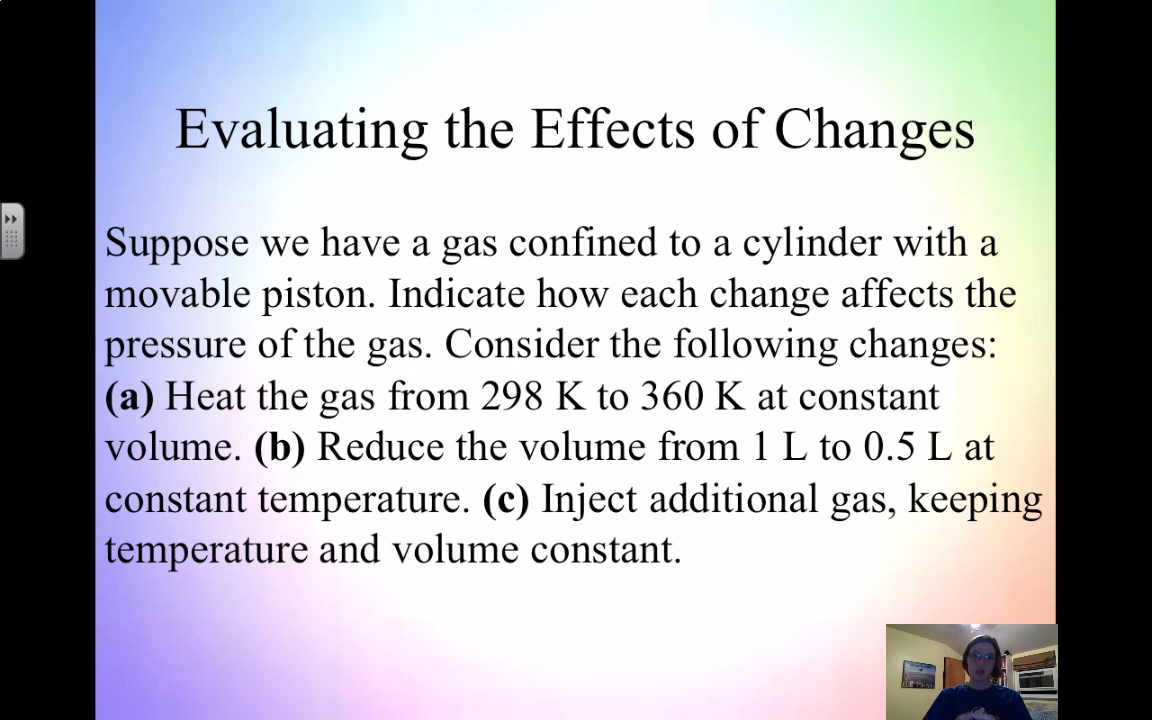 Evaluating the Effects of Changes
Suppose we have a gas confined to a cylinder with a
movable piston. Indicate how each change affects the
pressure of the gas. Consider the following changes:
(a) Heat the gas from 298 K to 360 K at constant
volume. (b) Reduce the volume from 1 L to 0.5 L at
constant temperature. (c) Inject additional gas, keeping
temperature and volume constant.